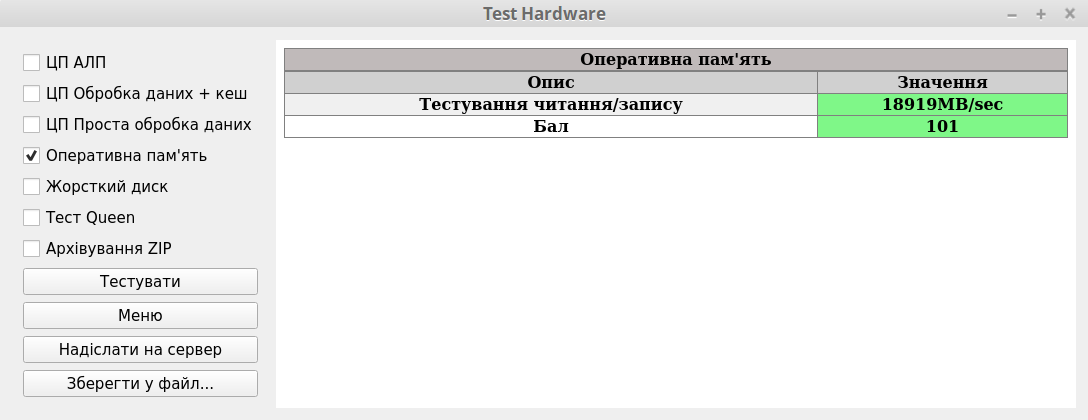 Test Hardware
ЦП АЛП
ЦП Обробка даних + кеш
ЦП Проста обробка даних
Оперативна пам'ять
Жорсткий диск
Тест Queen
Архівування ZIP
Тестувати
Меню
Надіслати на сервер
Зберегти у файл...
Оперативна пам'ять
Опис Значення
Тестування читання/запису 18919MB/sec
Бал 101